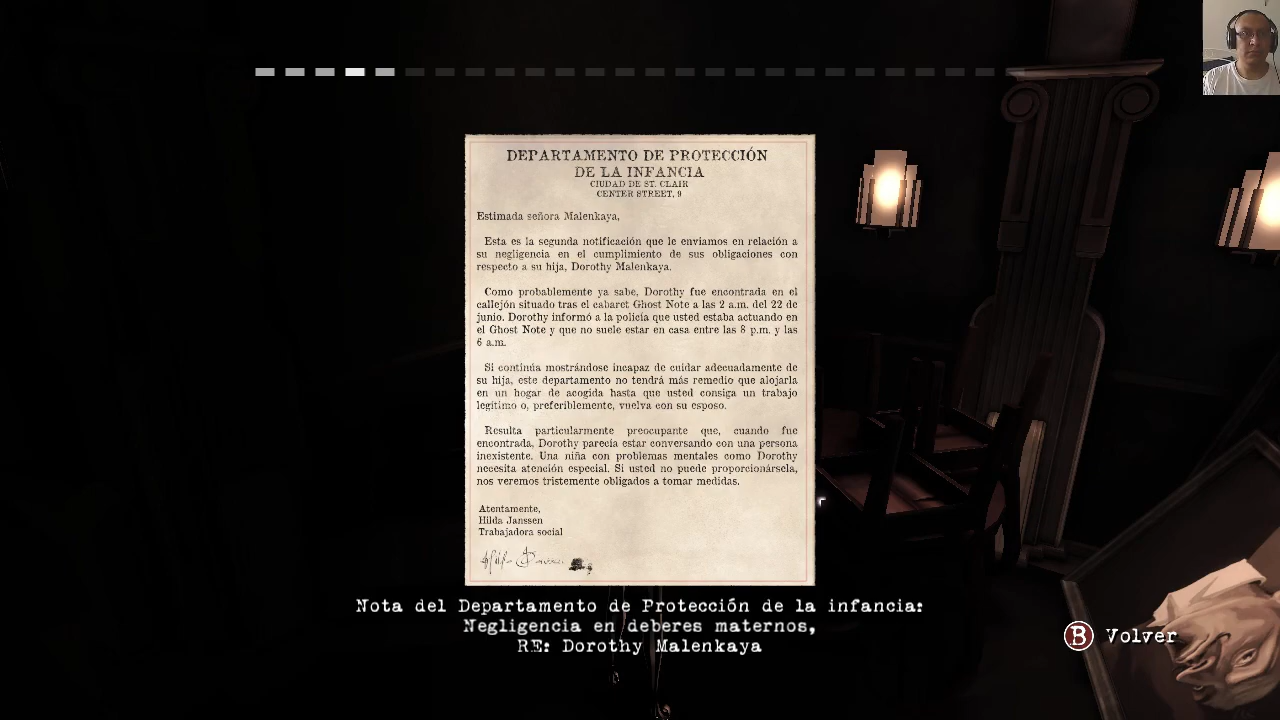 DEPARTAMENTO DE PROTECCIÓN
DE LA INFANCIA
CIUDAD DE ST. CLAIR
CENTER STREET, 9
Estimada señora Malenkaya,
Esta es la segunda notificación que le enviamos en relación a
su negligencia en el cumplimiento de sus obligaciones con
respecto a su hija, Dorothy Malenkaya.
Como probablemente ya sabe, Dorothy fue encontrada en el
callejón situado tras el cabaret Ghost Note a las 2 a.m. del 22 de
junio. Dorothy informó a la policía que usted estaba actuando en
el Ghost Note y que no suele estar en casa entre las 8 p.m. y las
6 a.m.
Si continúa mostrándose incapaz de cuidar adecuadamente de
su hija, este departamento no tendrá más remedio que alojarla
en un hogar de acogida hasta que usted consiga un trabajo
legítimo o, preferiblemente, vuelva con su esposo.
Resulta particularmente preocupante que, cuando fue
encontrada, Dorothy parecía estar conversando con una persona
inexistente. Una niña con problemas mentales como Dorothy
necesita atención especial. Si usted no puede proporcionársela,
nos veremos tristemente obligados a tomar medidas.
Atentamente,
Hilda Janssen
Trabajadora social
Nota del Departamento de Protección de la infancia:
Negligencia en deberes maternos,
RE: Dorothy Malenkaya
B Volver